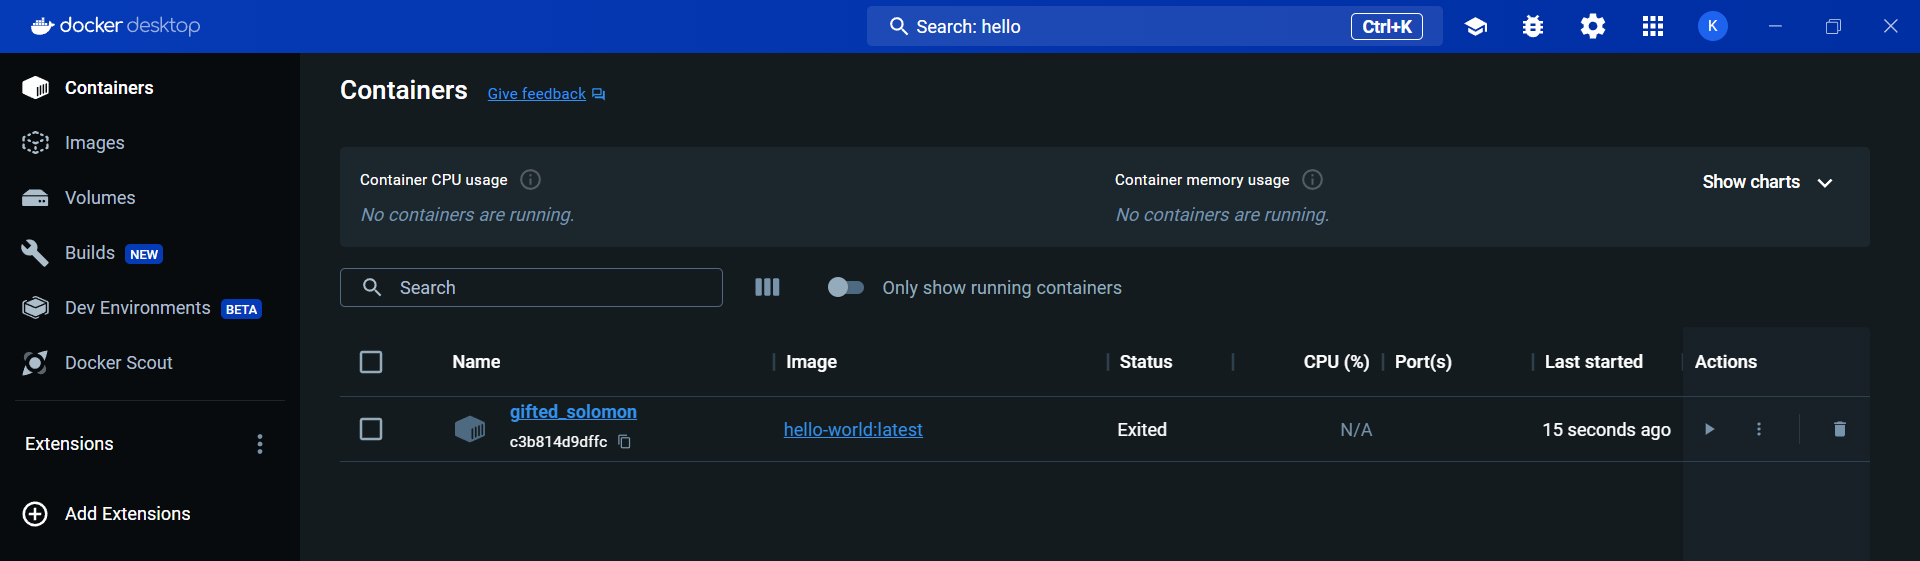 docker desktop
Search: hello
Ctrl+K
K
Containers
Images
Volumes
Builds NEW
Dev Environments BETA
Docker Scout
Extensions
Add Extensions
Containers Give feedback
Container CPU usage
No containers are running.
Container memory usage
No containers are running.
Show charts
Search
Only show running containers
Name Image Status CPU (%) Port(s) Last started Actions
gifted_solomon
c3b814d9dffc
hello-world:latest Exited N/A 15 seconds ago